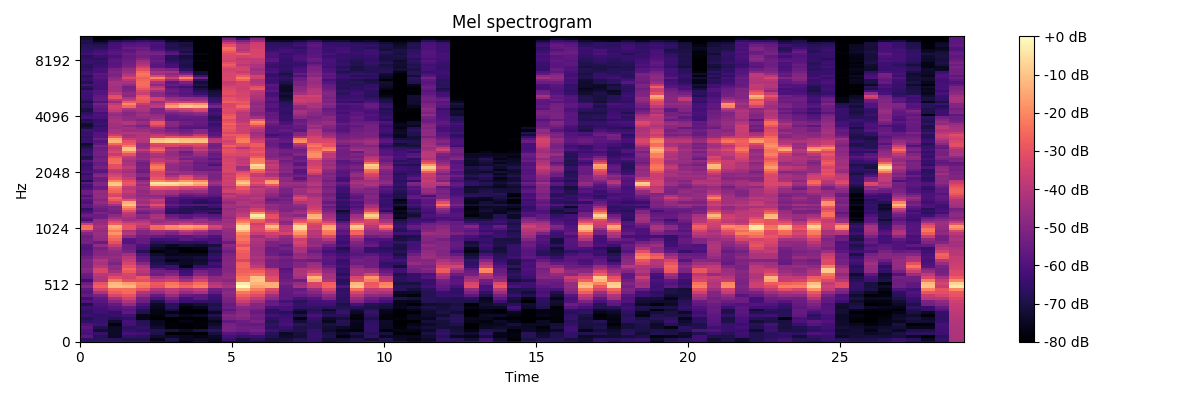 Mel spectrogram
Hz
8192
4096
2048
1024
512
0
0 5 10 15 20 25
Time
+0 dB
-10 dB
-20 dB
-30 dB
-40 dB
-50 dB
-60 dB
-70 dB
-80 dB